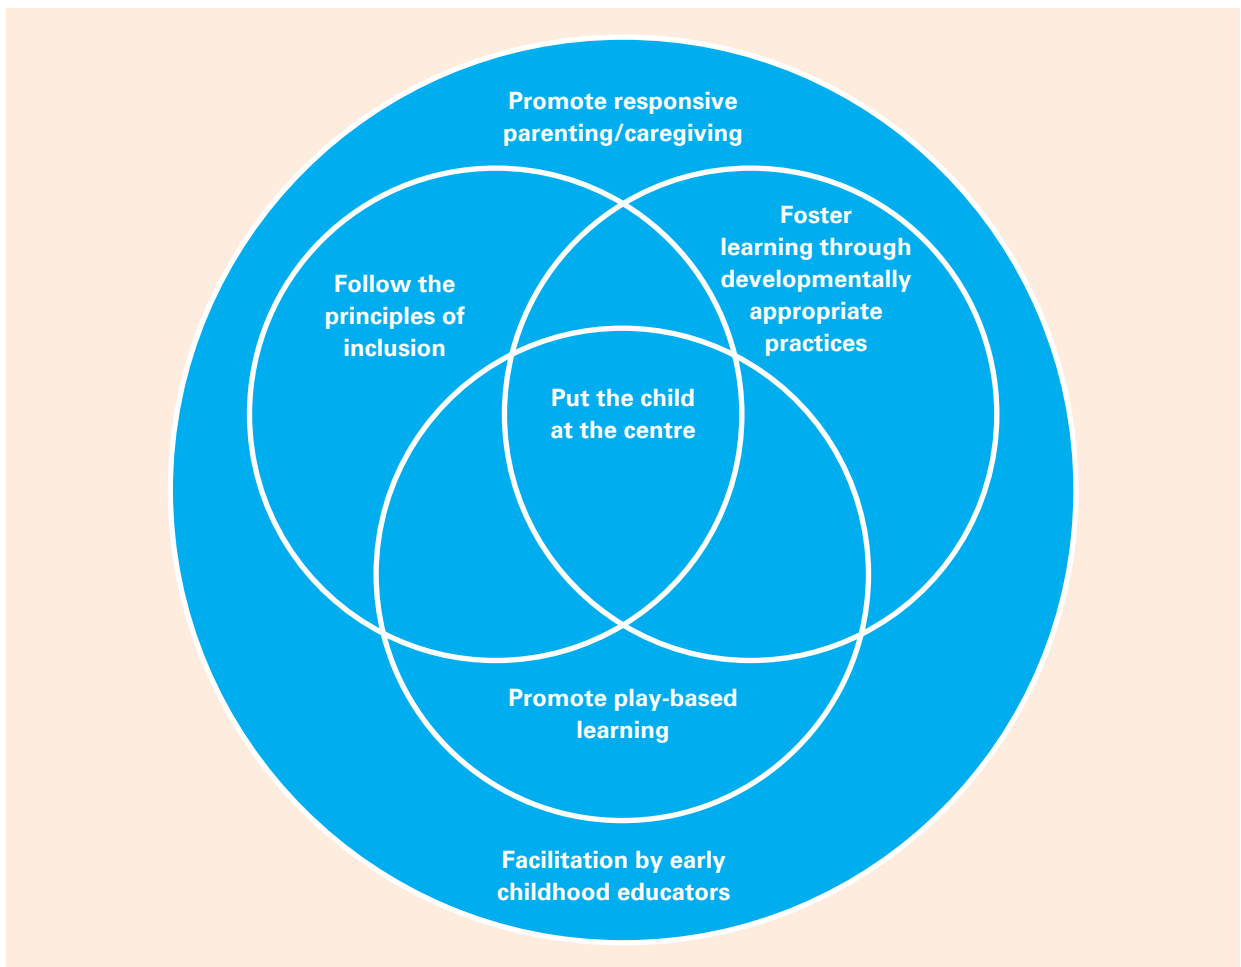 Promote responsive
parenting/caregiving
Follow the
principles of
inclusion
Foster
learning through
developmentally
appropriate
practices
Put the child
at the centre
Promote play-based
learning
Facilitation by early
childhood educators